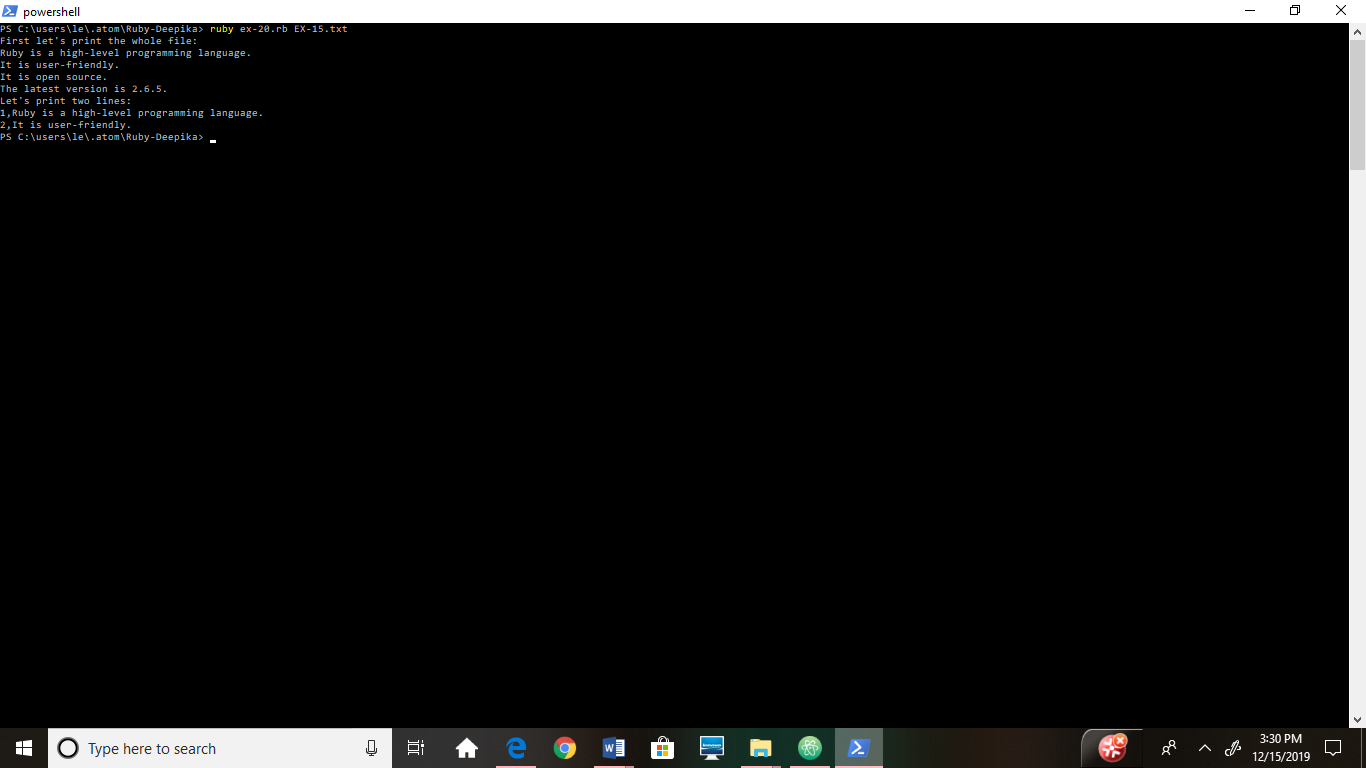 powershell
PS C:\users\le\.atom\Ruby-Deepika> ruby ex-20.rb EX-15.txt
First let's print the whole file:
Ruby is a high-level programming language.
It is user-friendly.
It is open source.
The latest version is 2.6.5.
Let's print two lines:
1,Ruby is a high-level programming language.
2,It is user-friendly.
PS C:\users\le\.atom\Ruby-Deepika>
Type here to search
3:30 PM
12/15/2019